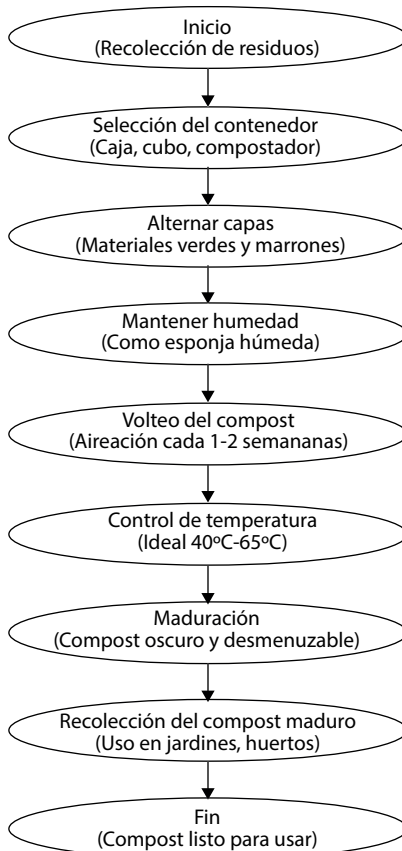 Inicio
(Recolección de residuos)
Selección del contenedor
(Caja, cubo, compostador)
Alternar capas
(Materiales verdes y marrones)
Mantener humedad
(Como esponja húmeda)
Volteo del compost
(Aireación cada 1-2 semananas)
Control de temperatura
(Ideal 40ºC-65ºC)
Maduración
(Compost oscuro y desmenuzable)
Recolección del compost maduro
(Uso en jardines, huertos)
Fin
(Compost listo para usar)